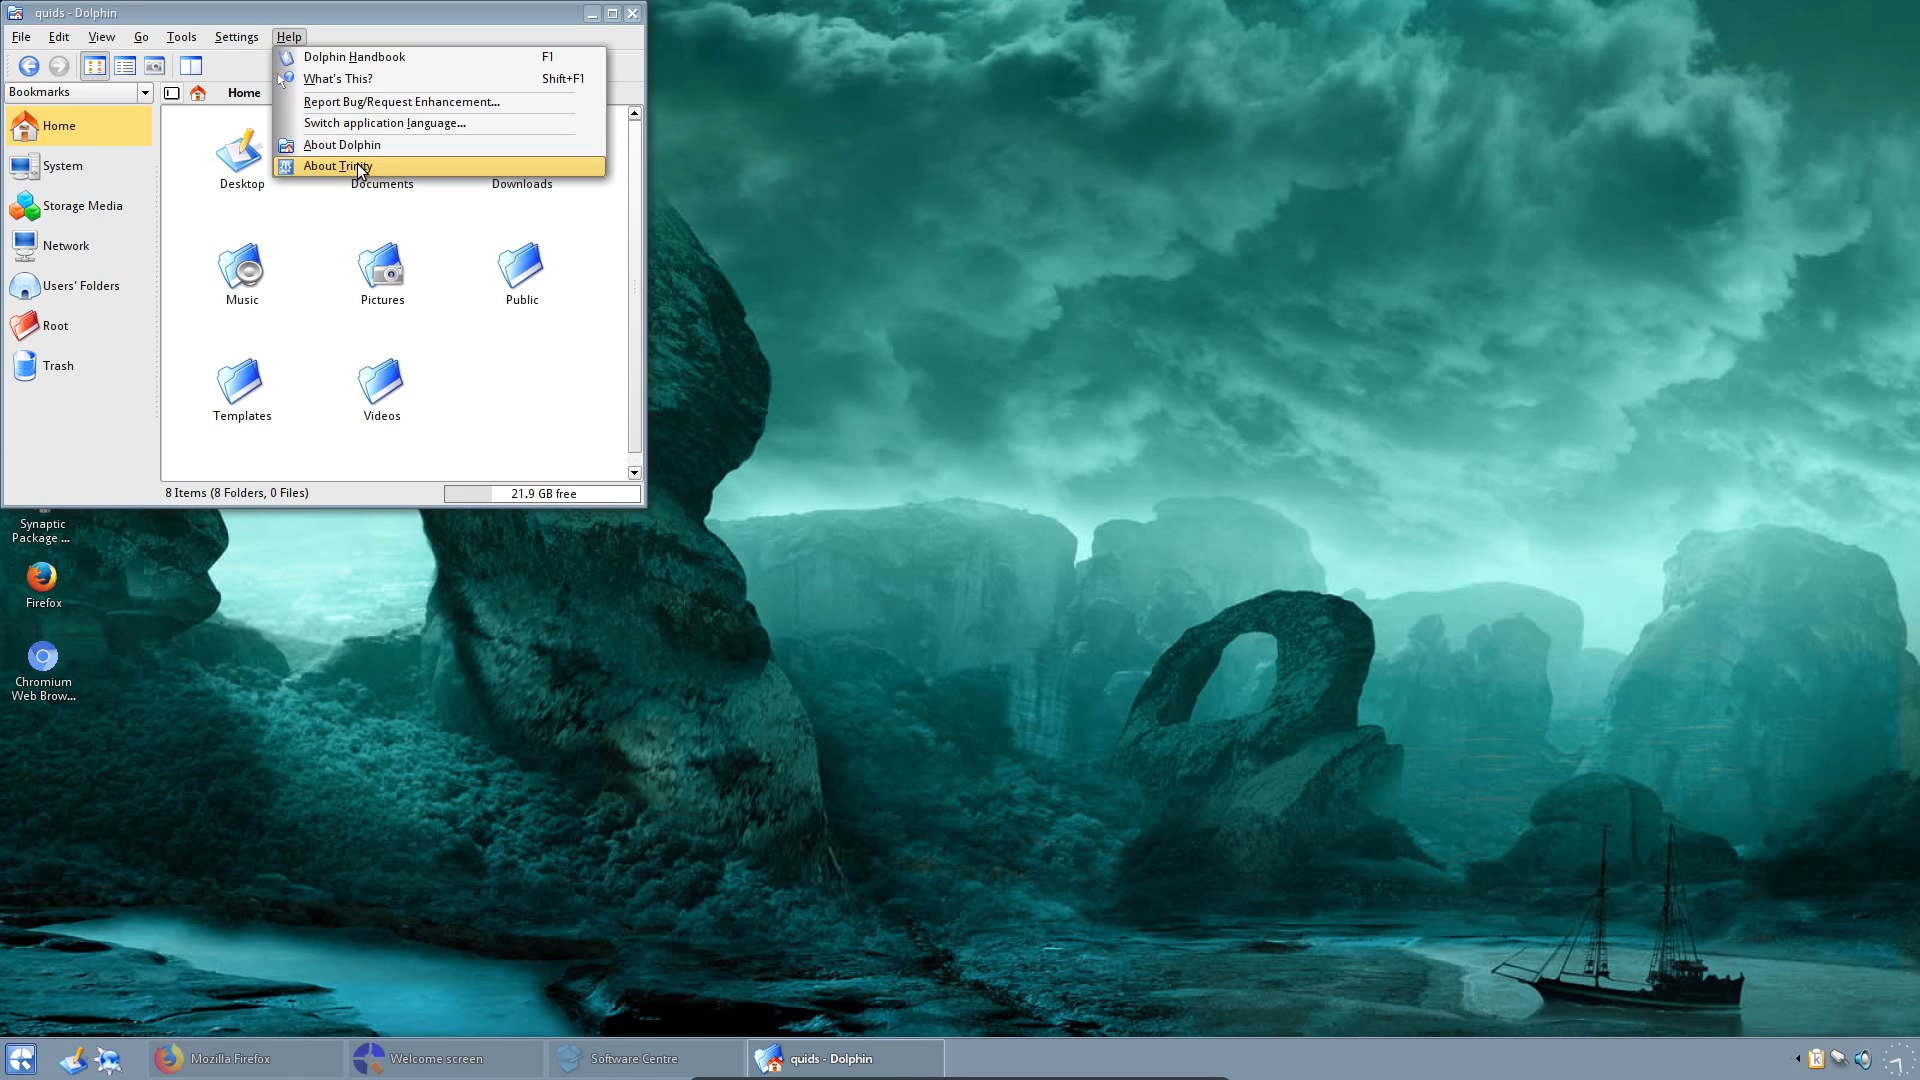 quids - Dolphin
File Edit View Go Tools Settings Help
Dolphin Handbook F1
What's This? Shift+F1
Report Bug/Request Enhancement...
Switch application language...
About Dolphin
About Trinity
Bookmarks
Home
Home
System
Storage Media
Network
Users' Folders
Root
Trash
Desktop
Documents
Downloads
Music
Pictures
Public
Templates
Videos
8 Items (8 Folders, 0 Files)
21.9 GB free
Synaptic
Package ...
Firefox
Chromium
Web Brow...
Mozilla Firefox
Welcome screen
Software Centre
quids - Dolphin